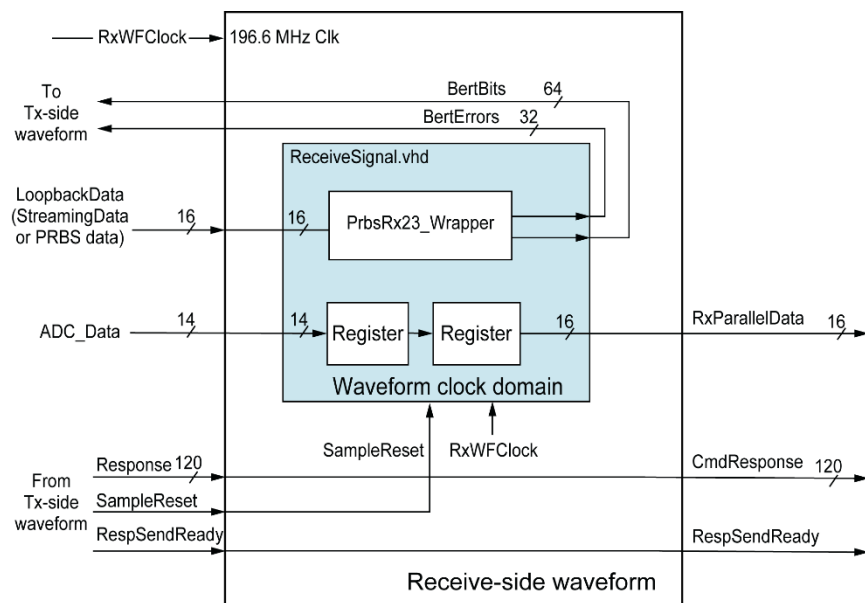 RxWFClock
196.6 MHz Clk
To
Tx-side
waveform
BertBits
64
BertErrors
32
ReceiveSignal.vhd
LoopbackData
(StreamingData
or PRBS data)
16
16
PrbsRx23_Wrapper
ADC_Data
14
14
Register
Register
16
RxParallelData
16
Waveform clock domain
SampleReset
RxWFClock
From
Tx-side
waveform
Response
120
CmdResponse
120
SampleReset
RespSendReady
RespSendReady
Receive-side waveform